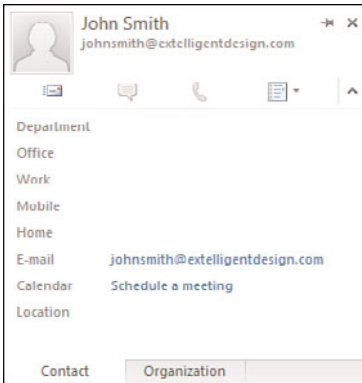 John Smith
johnsmith@extelligentdesign.com
Department
Office
Work
Mobile
Home
E-mail johnsmith@extelligentdesign.com
Calendar Schedule a meeting
Location
Contact Organization